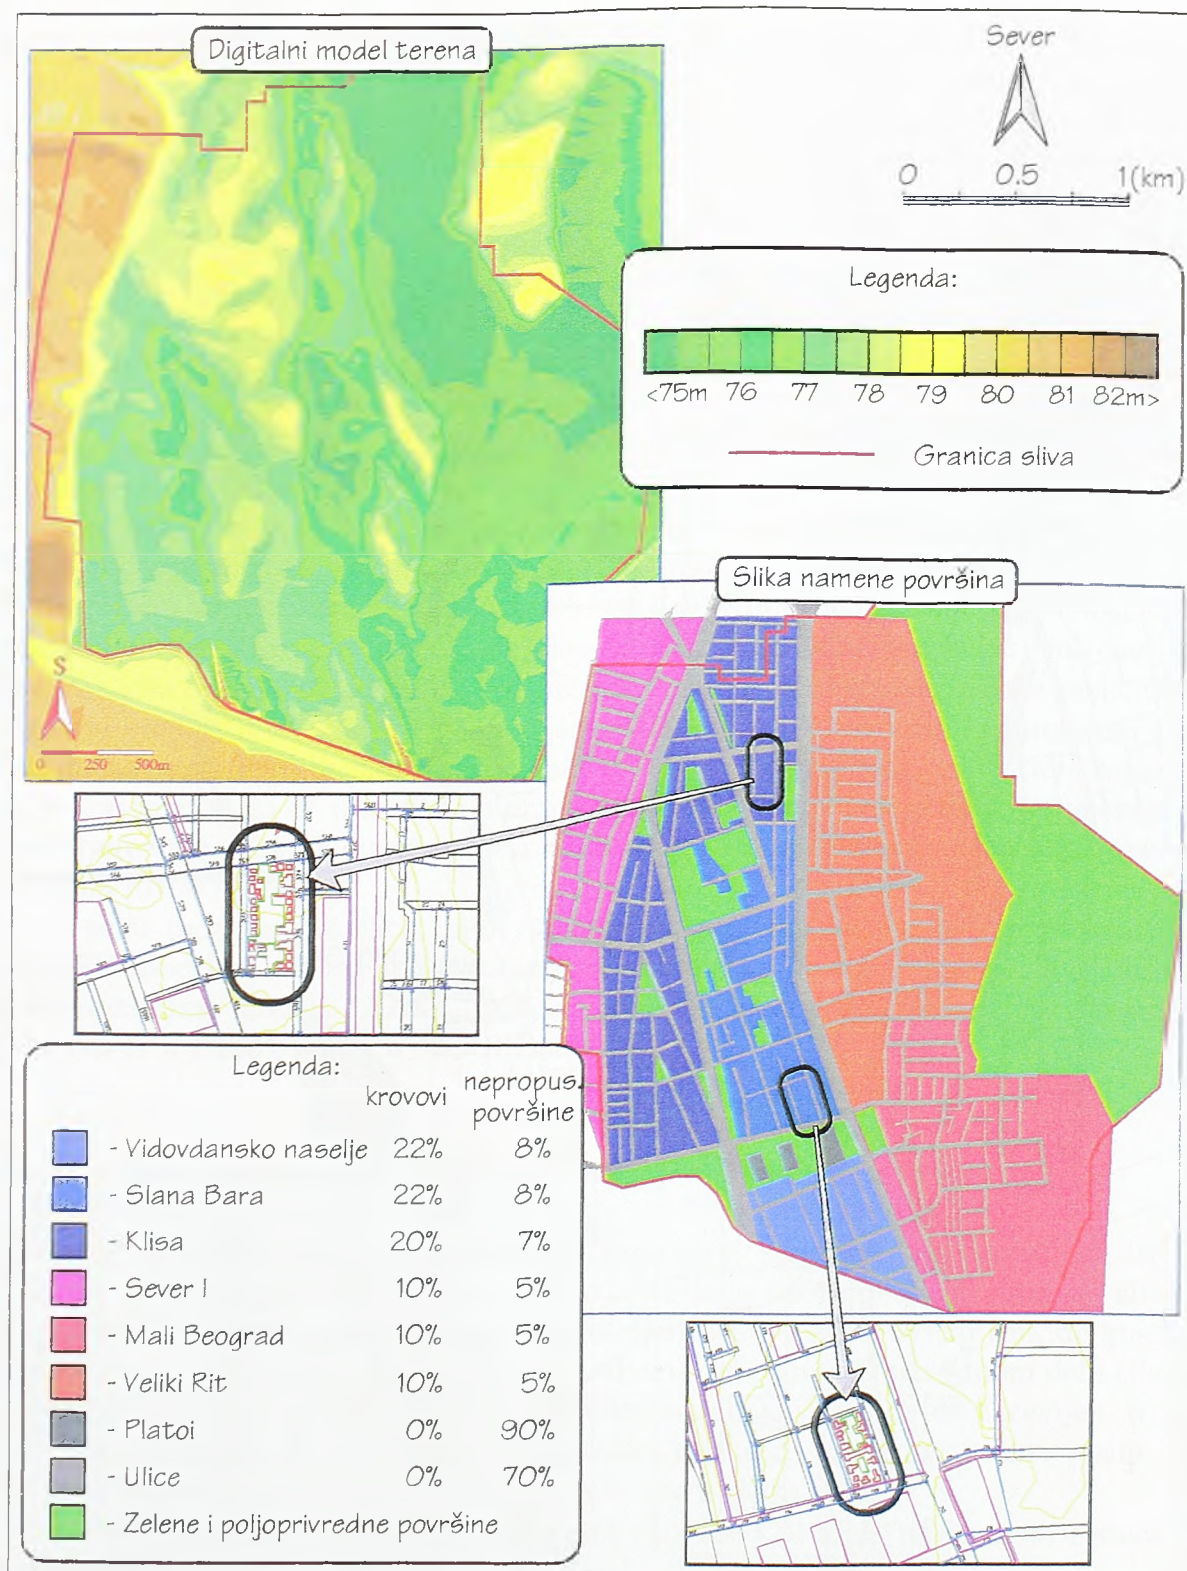 Digitalni model terena
Sever
0 0.5 1(km)
Legenda:
<75m 76 77 78 79 80 81 82m>
Granica sliva
S
0 250 500m
Slika namene površina
Legenda:
krovovi nepropus. površine
- Vidovdansko naselje 22% 8%
- Slana Bara 22% 8%
- Klisa 20% 7%
- Sever I 10% 5%
- Mali Beograd 10% 5%
- Veliki Rit 10% 5%
- Platoi 0% 90%
- Ulice 0% 70%
- Zelene i poljoprivredne površine